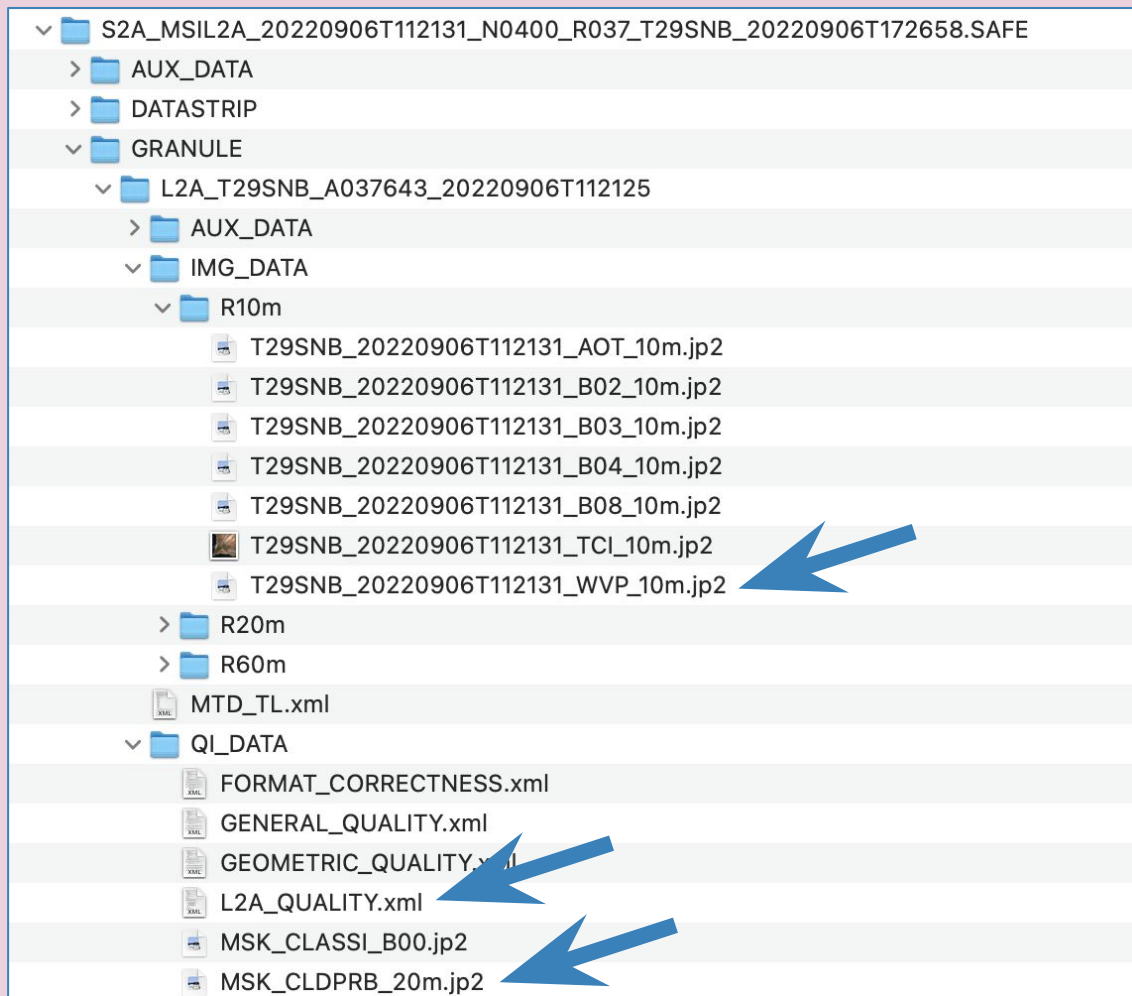 S2A_MSIL2A_20220906T112131_N0400_R037_T29SNB_20220906T172658.SAFE
AUX_DATA
DATASTRIP
GRANULE
L2A_T29SNB_A037643_20220906T112125
AUX_DATA
IMG_DATA
R10m
T29SNB_20220906T112131_AOT_10m.jp2
T29SNB_20220906T112131_B02_10m.jp2
T29SNB_20220906T112131_B03_10m.jp2
T29SNB_20220906T112131_B04_10m.jp2
T29SNB_20220906T112131_B08_10m.jp2
T29SNB_20220906T112131_TCI_10m.jp2
T29SNB_20220906T112131_WVP_10m.jp2
R20m
R60m
MTD_TL.xml
QI_DATA
FORMAT_CORRECTNESS.xml
GENERAL_QUALITY.xml
GEOMETRIC_QUALITY.xml
L2A_QUALITY.xml
MSK_CLASSI_B00.jp2
MSK_CLDPRB_20m.jp2